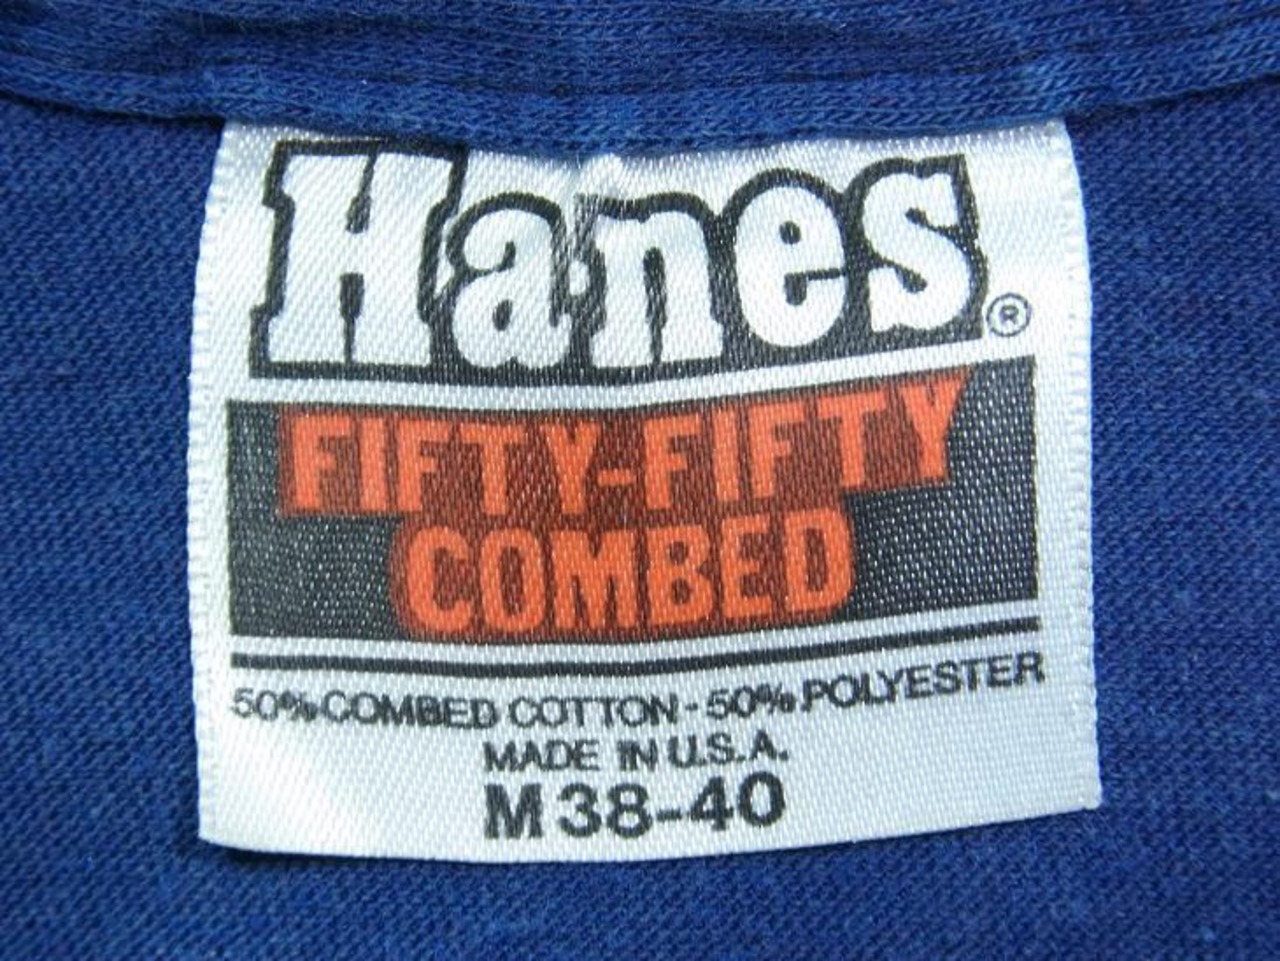 Hanes®
FIFTY-FIFTY
COMBED
50% COMBED COTTON - 50% POLYESTER
MADE IN U.S.A.
M 38-40